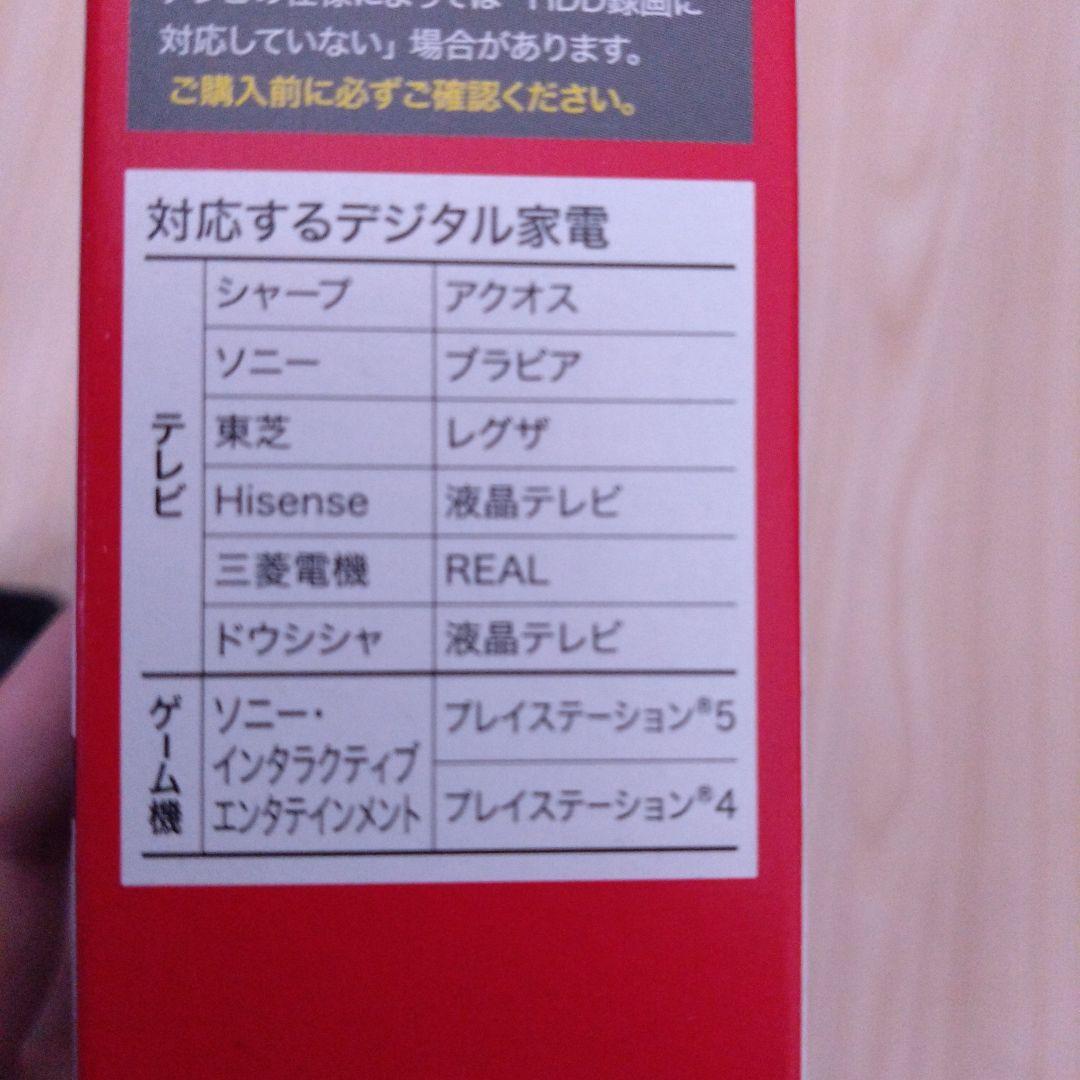 対応していない」場合があります。
ご購入前に必ずご確認ください。
対応するデジタル家電
テレビ
シャープ アクオス
ソニー ブラビア
東芝 レグザ
Hisense 液晶テレビ
三菱電機 REAL
ドウシシャ 液晶テレビ
ゲーム機
ソニー・
インタラクティブ
エンタテインメント
プレイステーション®5
プレイステーション®4